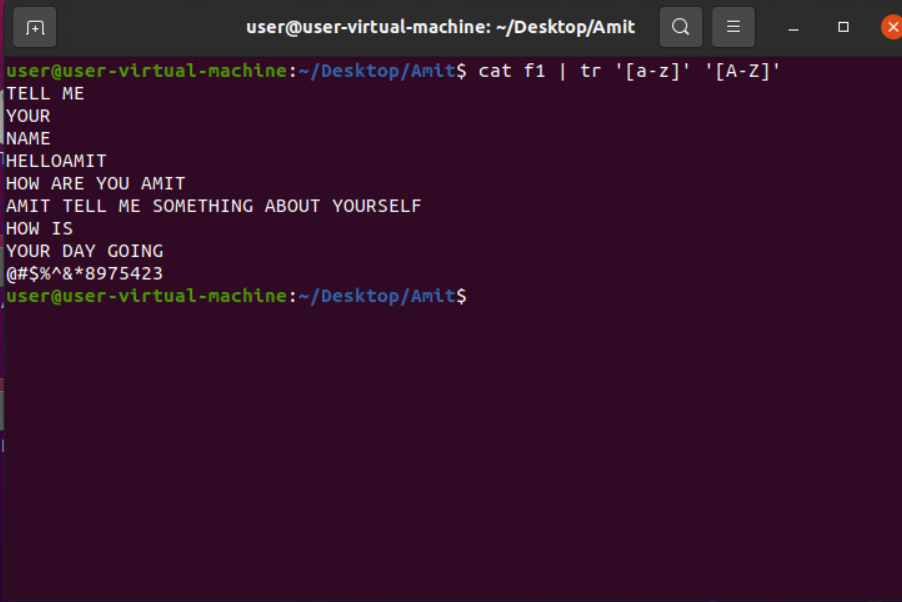 user@user-virtual-machine: ~/Desktop/Amit
user@user-virtual-machine:~/Desktop/Amit$ cat f1 | tr '[a-z]' '[A-Z]'
TELL ME
YOUR
NAME
HELLOAMIT
HOW ARE YOU AMIT
AMIT TELL ME SOMETHING ABOUT YOURSELF
HOW IS
YOUR DAY GOING
@#$%^&*8975423
user@user-virtual-machine:~/Desktop/Amit$